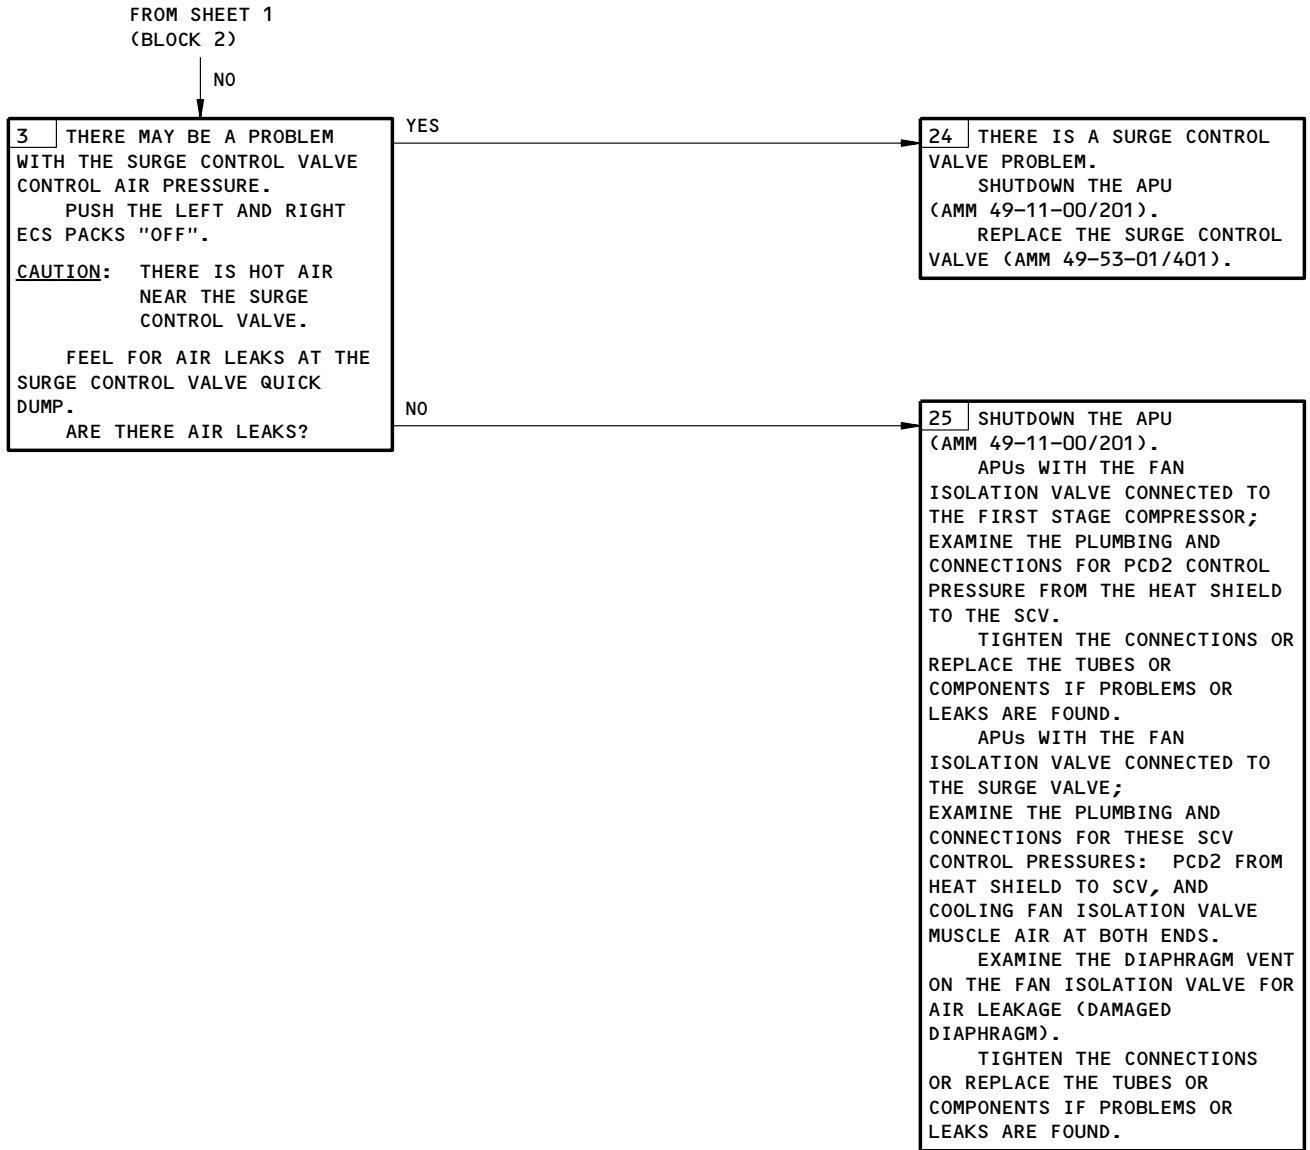 FROM SHEET 1
(BLOCK 2)
NO
3 THERE MAY BE A PROBLEM
WITH THE SURGE CONTROL VALVE
CONTROL AIR PRESSURE.
PUSH THE LEFT AND RIGHT
ECS PACKS "OFF".
CAUTION: THERE IS HOT AIR
NEAR THE SURGE
CONTROL VALVE.
FEEL FOR AIR LEAKS AT THE
SURGE CONTROL VALVE QUICK
DUMP.
ARE THERE AIR LEAKS?
YES
24 THERE IS A SURGE CONTROL
VALVE PROBLEM.
SHUTDOWN THE APU
(AMM 49-11-00/201).
REPLACE THE SURGE CONTROL
VALVE (AMM 49-53-01/401).
NO
25 SHUTDOWN THE APU
(AMM 49-11-00/201).
APUs WITH THE FAN
ISOLATION VALVE CONNECTED TO
THE FIRST STAGE COMPRESSOR;
EXAMINE THE PLUMBING AND
CONNECTIONS FOR PCD2 CONTROL
PRESSURE FROM THE HEAT SHIELD
TO THE SCV.
TIGHTEN THE CONNECTIONS OR
REPLACE THE TUBES OR
COMPONENTS IF PROBLEMS OR
LEAKS ARE FOUND.
APUs WITH THE FAN
ISOLATION VALVE CONNECTED TO
THE SURGE VALVE;
EXAMINE THE PLUMBING AND
CONNECTIONS FOR THESE SCV
CONTROL PRESSURES: PCD2 FROM
HEAT SHIELD TO SCV, AND
COOLING FAN ISOLATION VALVE
MUSCLE AIR AT BOTH ENDS.
EXAMINE THE DIAPHRAGM VENT
ON THE FAN ISOLATION VALVE FOR
AIR LEAKAGE (DAMAGED
DIAPHRAGM).
TIGHTEN THE CONNECTIONS
OR REPLACE THE TUBES OR
COMPONENTS IF PROBLEMS OR
LEAKS ARE FOUND.